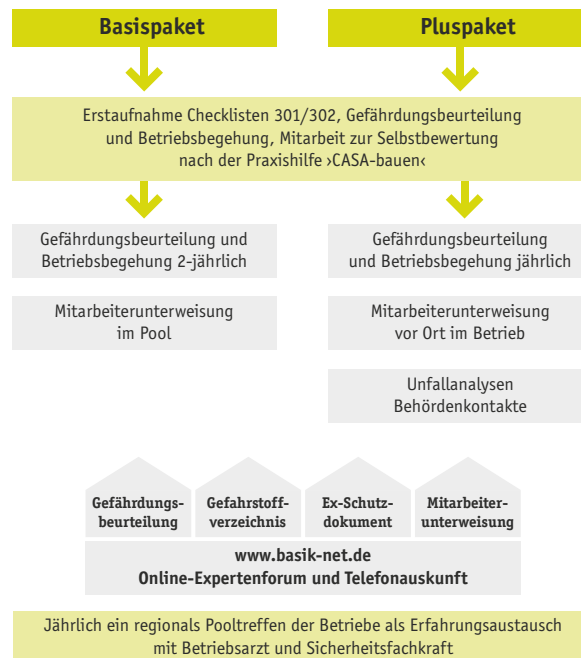 Basispaket
Pluspaket
Erstaufnahme Checklisten 301/302, Gefährdungsbeurteilung
und Betriebsbegehung, Mitarbeit zur Selbstbewertung
nach der Praxishilfe ›CASA-bauen‹
Gefährdungsbeurteilung und
Betriebsbegehung 2-jährlich
Gefährdungsbeurteilung
und Betriebsbegehung jährlich
Mitarbeiterunterweisung
im Pool
Mitarbeiterunterweisung
vor Ort im Betrieb
Unfallanalysen
Behördenkontakte
Gefährdungs-
beurteilung
Gefahrstoff-
verzeichnis
Ex-Schutz-
dokument
Mitarbeiter-
unterweisung
www.basik-net.de
Online-Expertenforum und Telefonauskunft
Jährlich ein regionals Pooltreffen der Betriebe als Erfahrungsaustausch
mit Betriebsarzt und Sicherheitsfachkraft